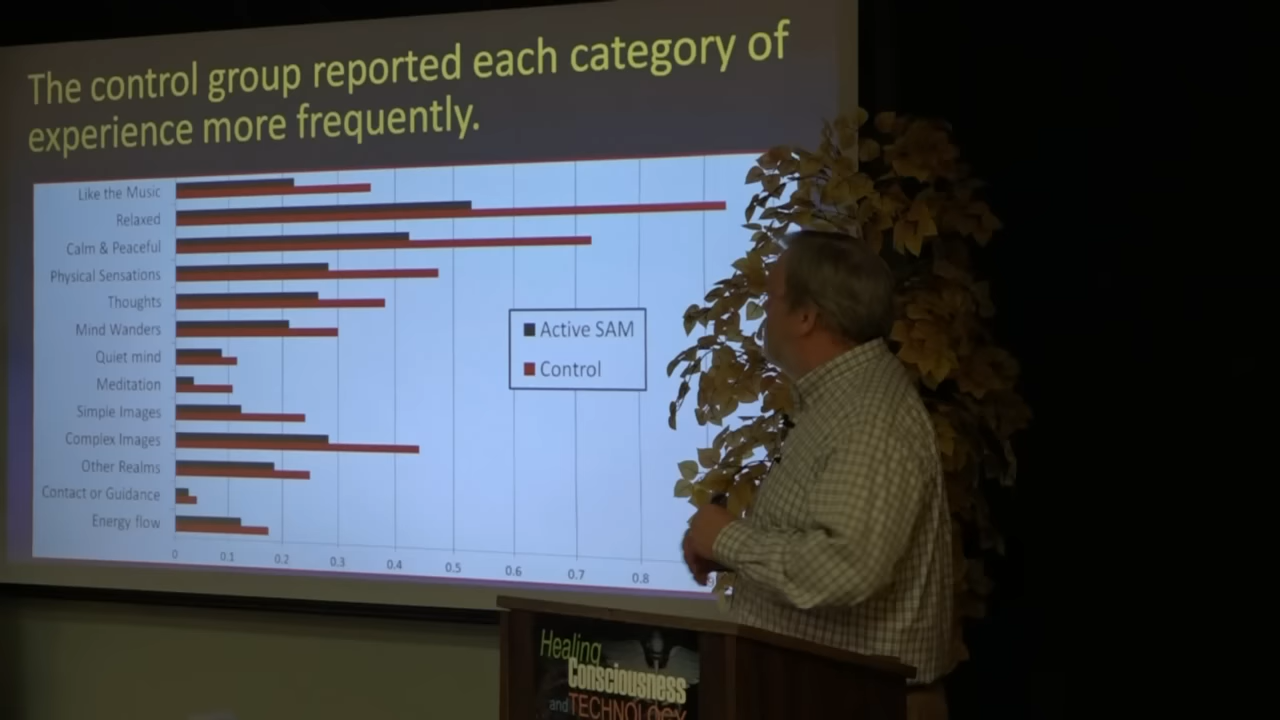 The control group reported each category of
experience more frequently.
Like the Music
Relaxed
Calm & Peaceful
Physical Sensations
Thoughts
Mind Wanders
Quiet mind
Meditation
Simple Images
Complex Images
Other Realms
Contact or Guidance
Energy flow
0 0.1 0.2 0.3 0.4 0.5 0.6 0.7 0.8
Active SAM
Control
Healing
Consciousness
and TECHNOLOGY